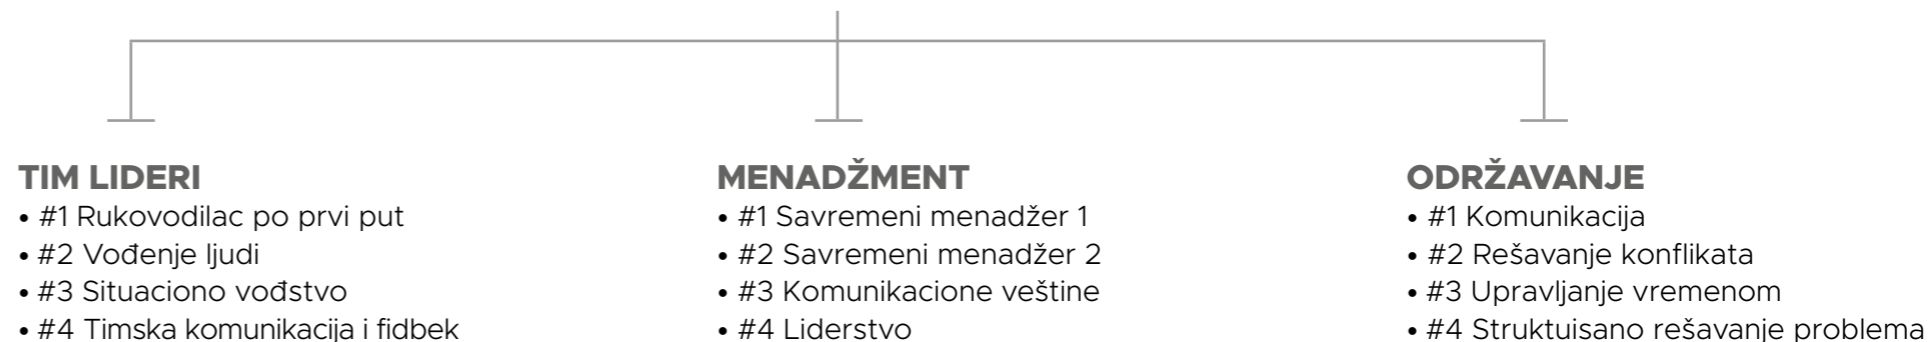 TIM LIDERI
• #1 Rukovodilac po prvi put
• #2 Vođenje ljudi
• #3 Situaciono vođstvo
• #4 Timska komunikacija i fidbek
MENADŽMENT
• #1 Savremeni menadžer 1
• #2 Savremeni menadžer 2
• #3 Komunikacione veštine
• #4 Liderstvo
ODRŽAVANJE
• #1 Komunikacija
• #2 Rešavanje konflikata
• #3 Upravljanje vremenom
• #4 Struktuisano rešavanje problema